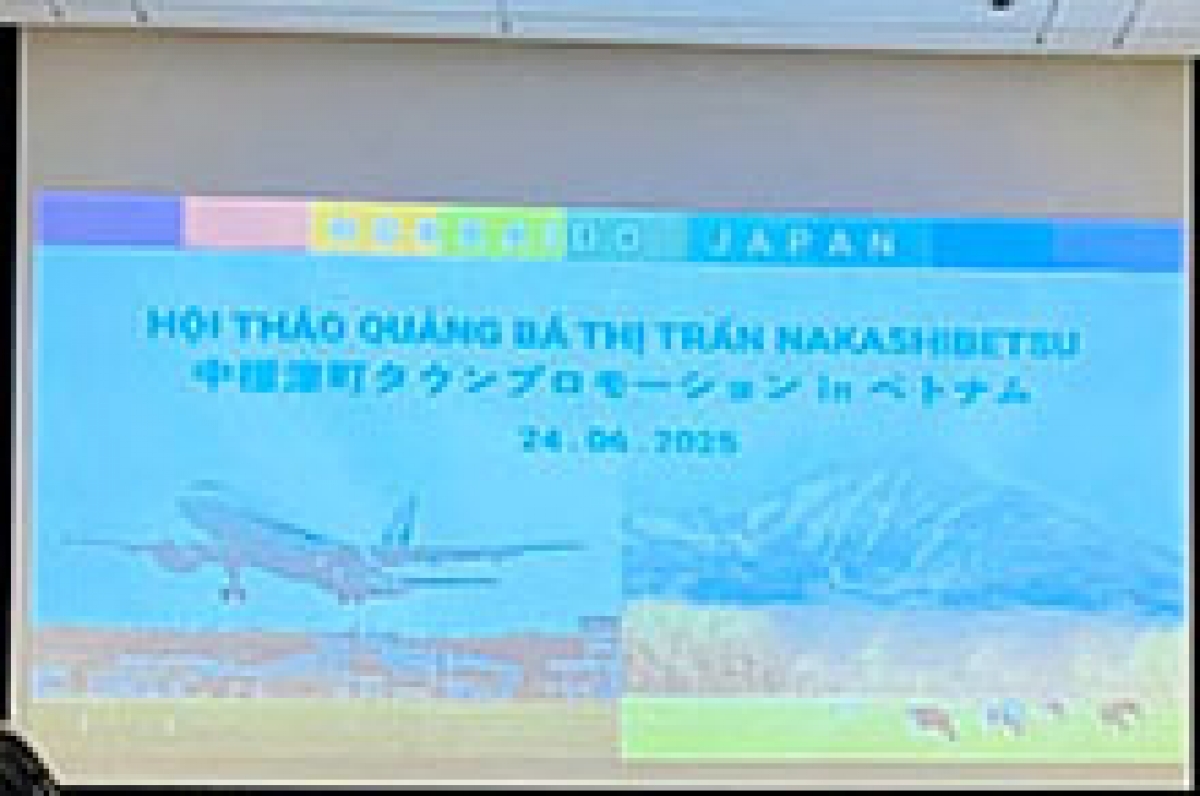 HOKKAIDO JAPAN
HỘI THẢO QUẢNG BÁ THỊ TRẤN NAKASHIBETSU
中標津町タウンプロモーション in ベトナム
24.06.2025